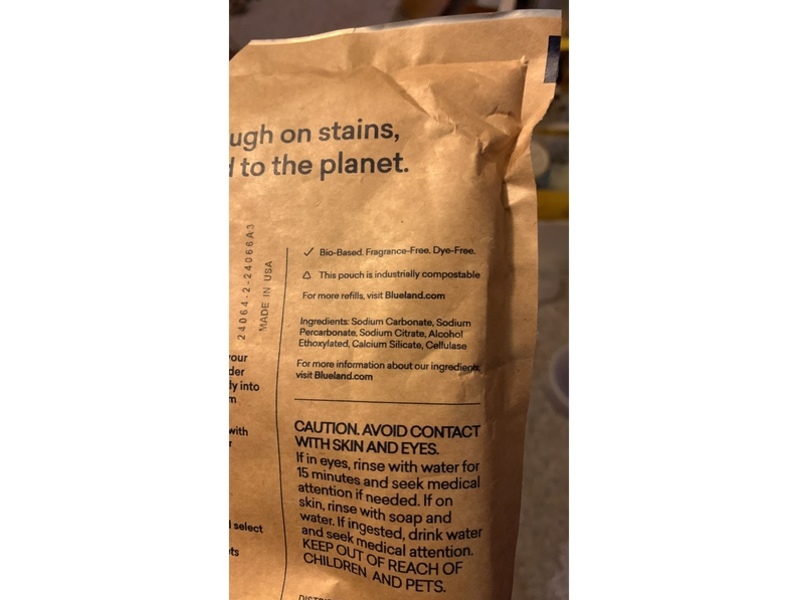 ugh on stains,
d to the planet.
24064-2-24066A3
MADE IN USA
✓ Bio-Based. Fragrance-Free. Dye-Free.
This pouch is industrially compostable
For more refills, visit Blueland.com
Ingredients: Sodium Carbonate, Sodium
Percarbonate, Sodium Citrate, Alcohol
Ethoxylated, Calcium Silicate, Cellulase
For more information about our ingredients,
visit Blueland.com
your
der
ly into
m
with
r
l select
ets
CAUTION. AVOID CONTACT
WITH SKIN AND EYES.
If in eyes, rinse with water for
15 minutes and seek medical
attention if needed. If on
skin, rinse with soap and
water. If ingested, drink water
and seek medical attention.
KEEP OUT OF REACH OF
CHILDREN AND PETS.